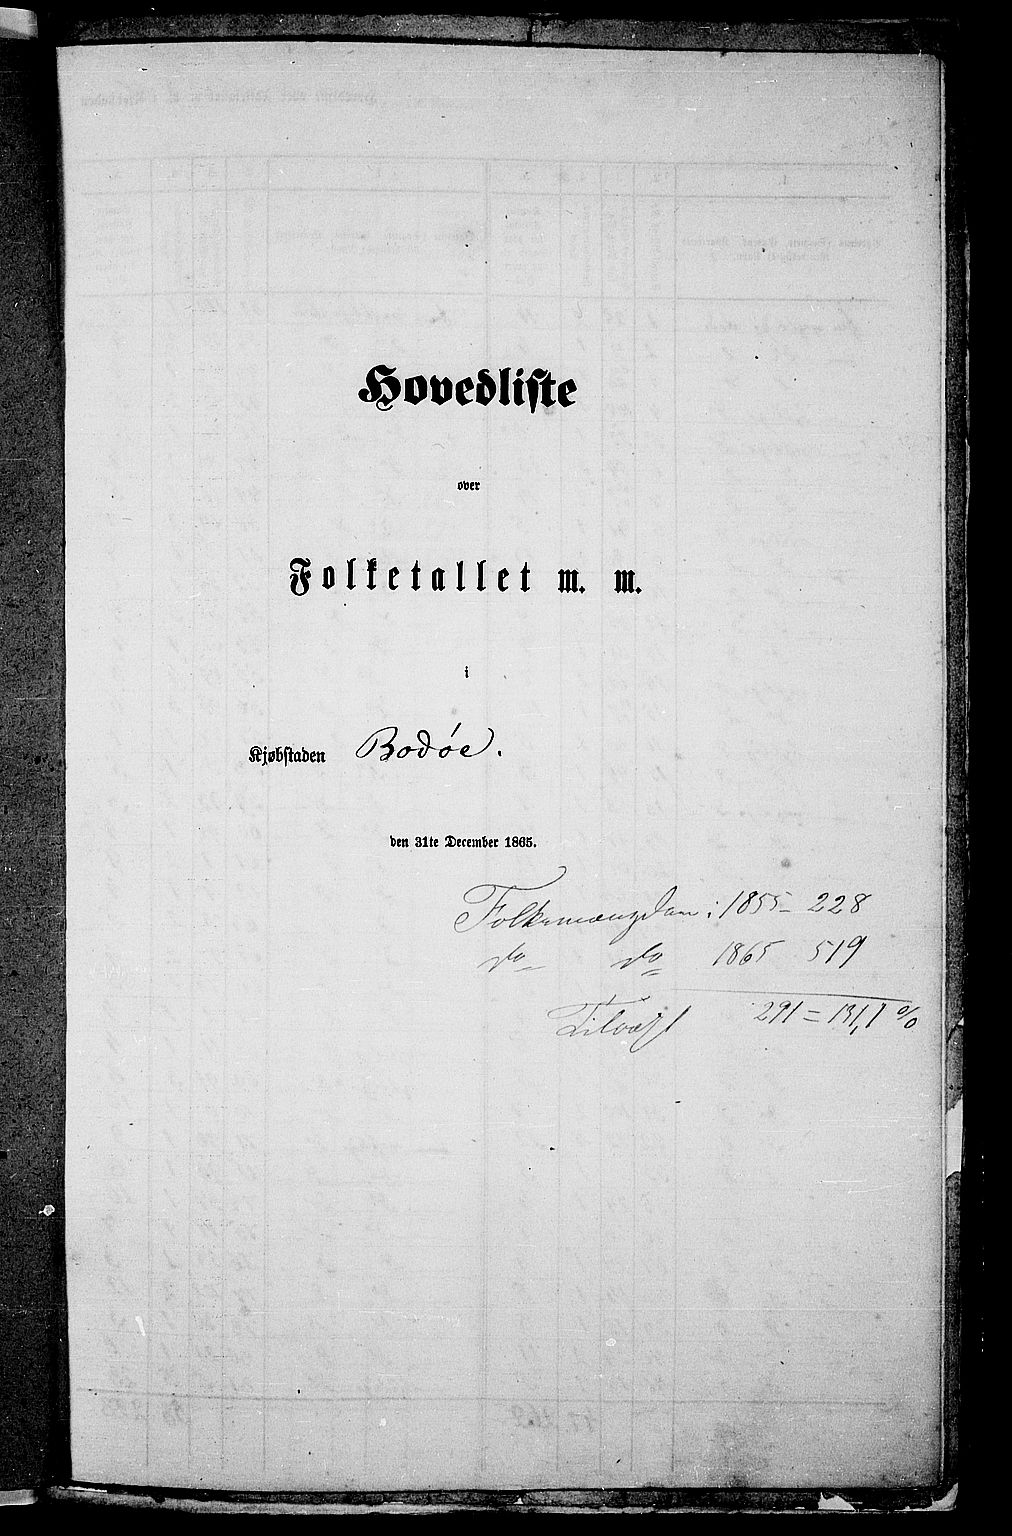 Hovedliste
over
Folketallet m. m.
i
Kjøbstaden Bodøe.
den 31te December 1865.
Folkemængden i 1855 - 228
do do 1865 519
Tilvæxt 291 = 131,1 %